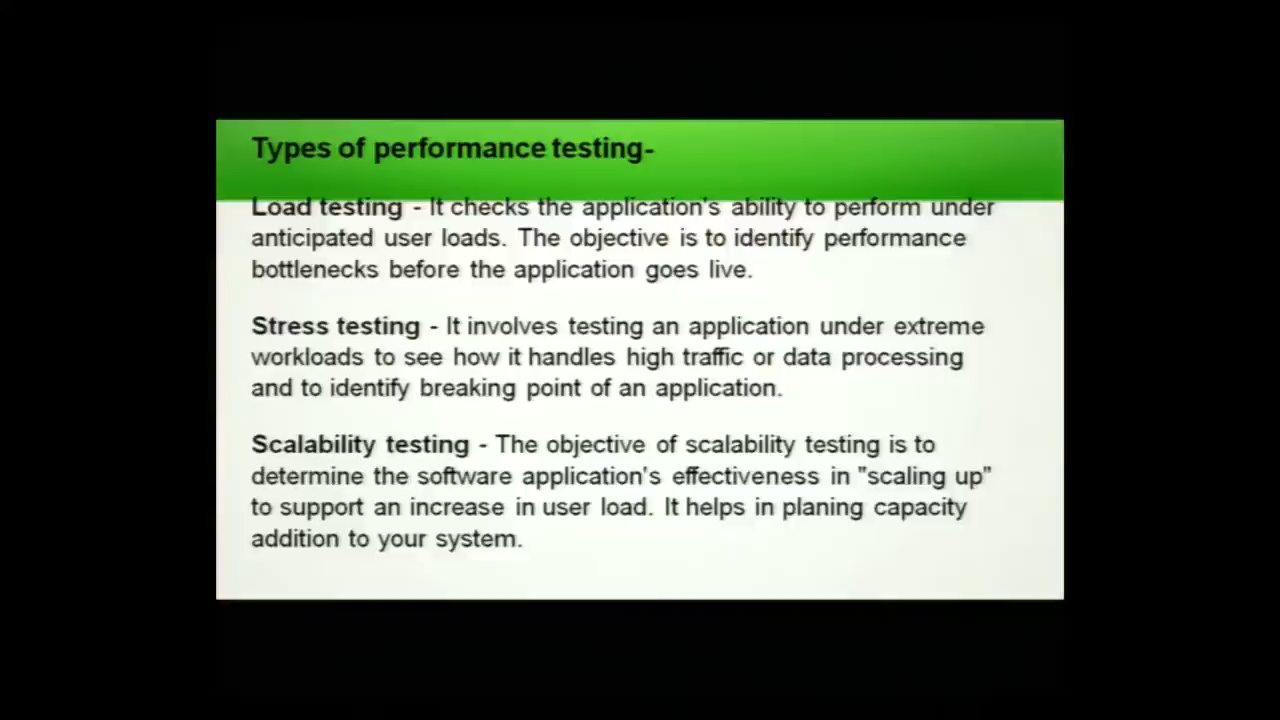 Types of performance testing-
Load testing - It checks the application's ability to perform under
anticipated user loads. The objective is to identify performance
bottlenecks before the application goes live.
Stress testing - It involves testing an application under extreme
workloads to see how it handles high traffic or data processing
and to identify breaking point of an application.
Scalability testing - The objective of scalability testing is to
determine the software application's effectiveness in "scaling up"
to support an increase in user load. It helps in planing capacity
addition to your system.